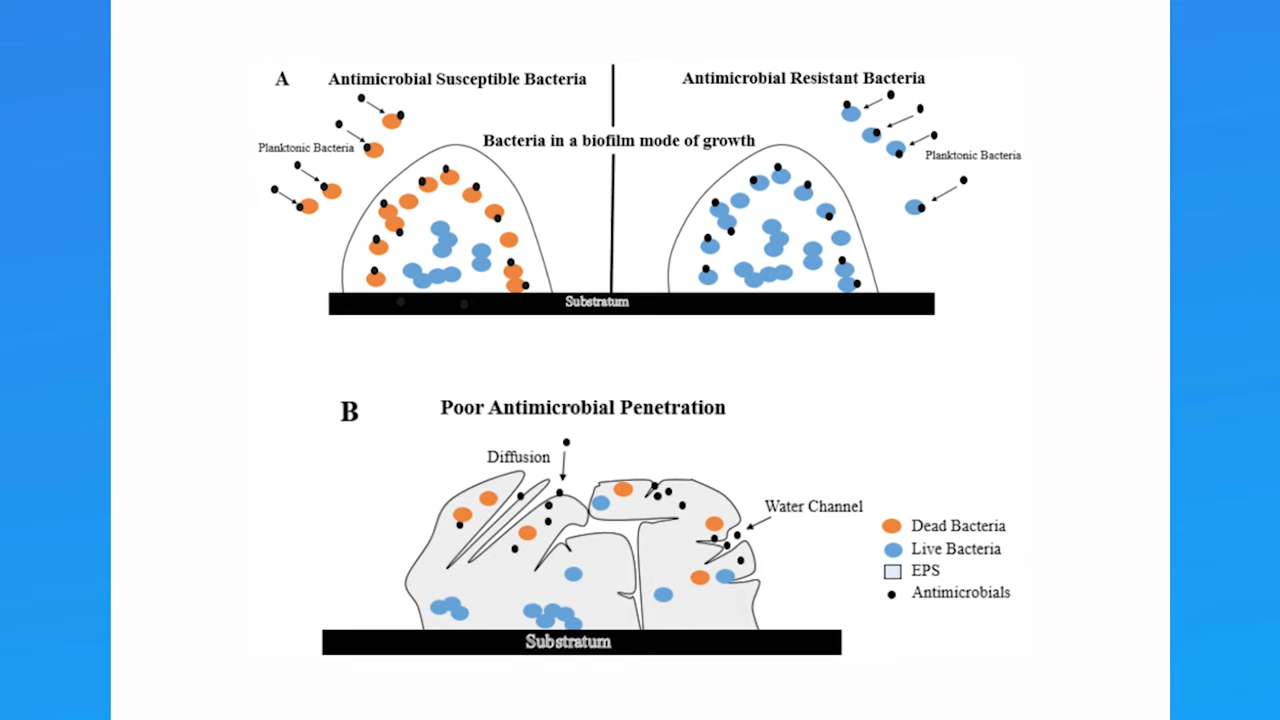 A
Antimicrobial Susceptible Bacteria
Antimicrobial Resistant Bacteria
Bacteria in a biofilm mode of growth
Planktonic Bacteria
Planktonic Bacteria
Substratum
B
Poor Antimicrobial Penetration
Diffusion
Water Channel
Dead Bacteria
Live Bacteria
EPS
Antimicrobials
Substratum